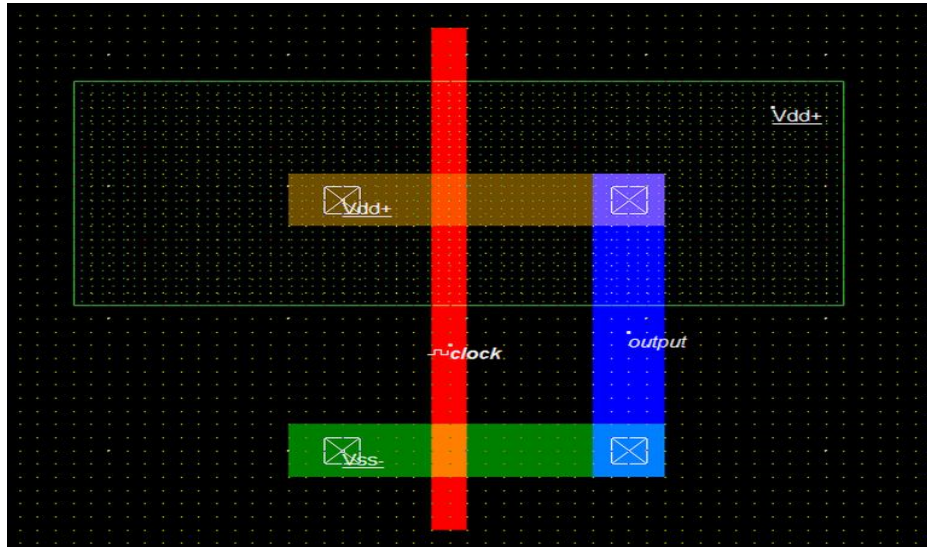 Vdd+
Vdd+
clock
output
Vss-